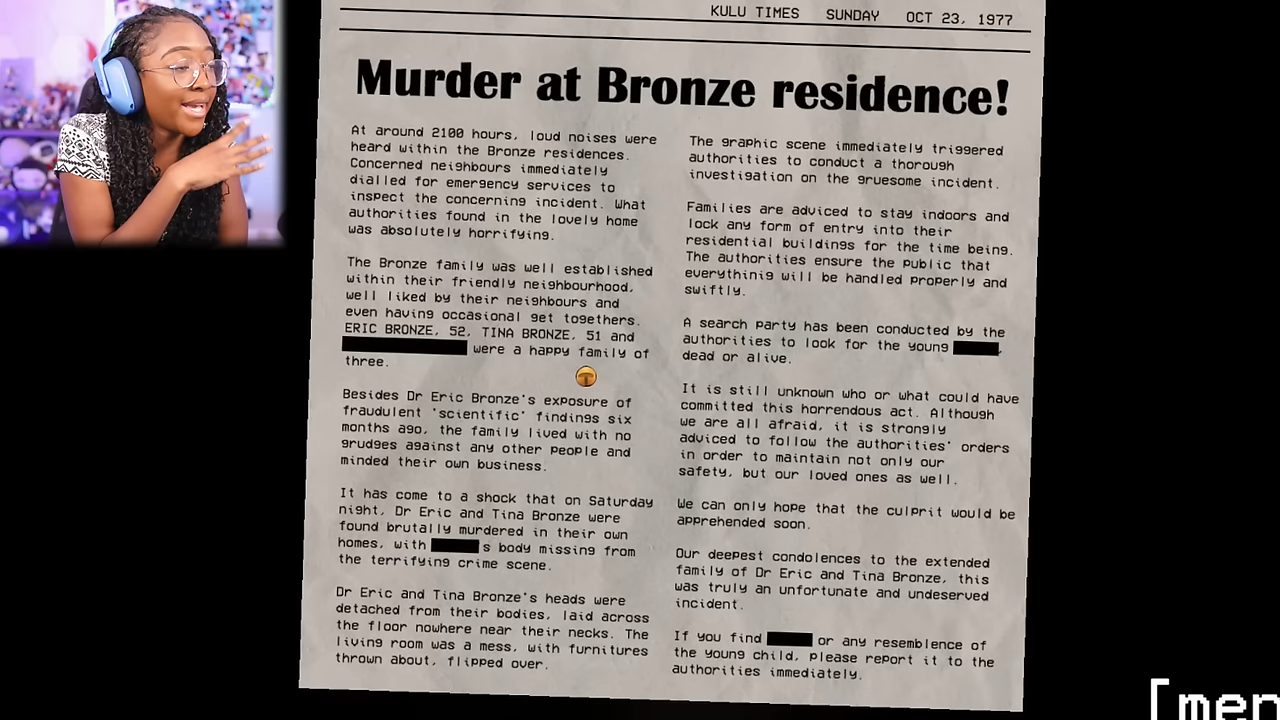 KULU TIMES SUNDAY OCT 23, 1977
Murder at Bronze residence!
At around 2100 hours, loud noises were
heard within the Bronze residences.
Concerned neighbours immediately
dialled for emergency services to
inspect the concerning incident. What
authorities found in the lovely home
was absolutely horrifying.
The Bronze family was well established
within their friendly neighbourhood,
well liked by their neighbours and
even having occasional get togethers.
ERIC BRONZE, 52, TINA BRONZE, 51 and
were a happy family of
three.
Besides Dr Eric Bronze's exposure of
fraudulent 'scientific' findings six
months ago, the family lived with no
grudges against any other people and
minded their own business.
It has come to a shock that on Saturday
night, Dr Eric and Tina Bronze were
found brutally murdered in their own
homes, with s body missing from
the terrifying crime scene.
Dr Eric and Tina Bronze's heads were
detached from their bodies, laid across
the floor nowhere near their necks. The
living room was a mess, with furnitures
thrown about, flipped over.
The graphic scene immediately triggered
authorities to conduct a thorough
investigation on the gruesome incident.
Families are adviced to stay indoors and
lock any form of entry into their
residential buildings for the time being.
The authorities ensure the public that
everythinig will be handled properly and
swiftly.
A search party has been conducted by the
authorities to look for the young ,
dead or alive.
It is still unknown who or what could have
committed this horrendous act. Although
we are all afraid, it is strongly
adviced to follow the authorities' orders
in order to maintain not only our
safety, but our loved ones as well.
We can only hope that the culprit would be
apprehended soon.
Our deepest condolences to the extended
family of Dr Eric and Tina Bronze, this
was truly an unfortunate and undeserved
incident.
If you find or any resemblence of
the young child, please report it to the
authorities immediately.